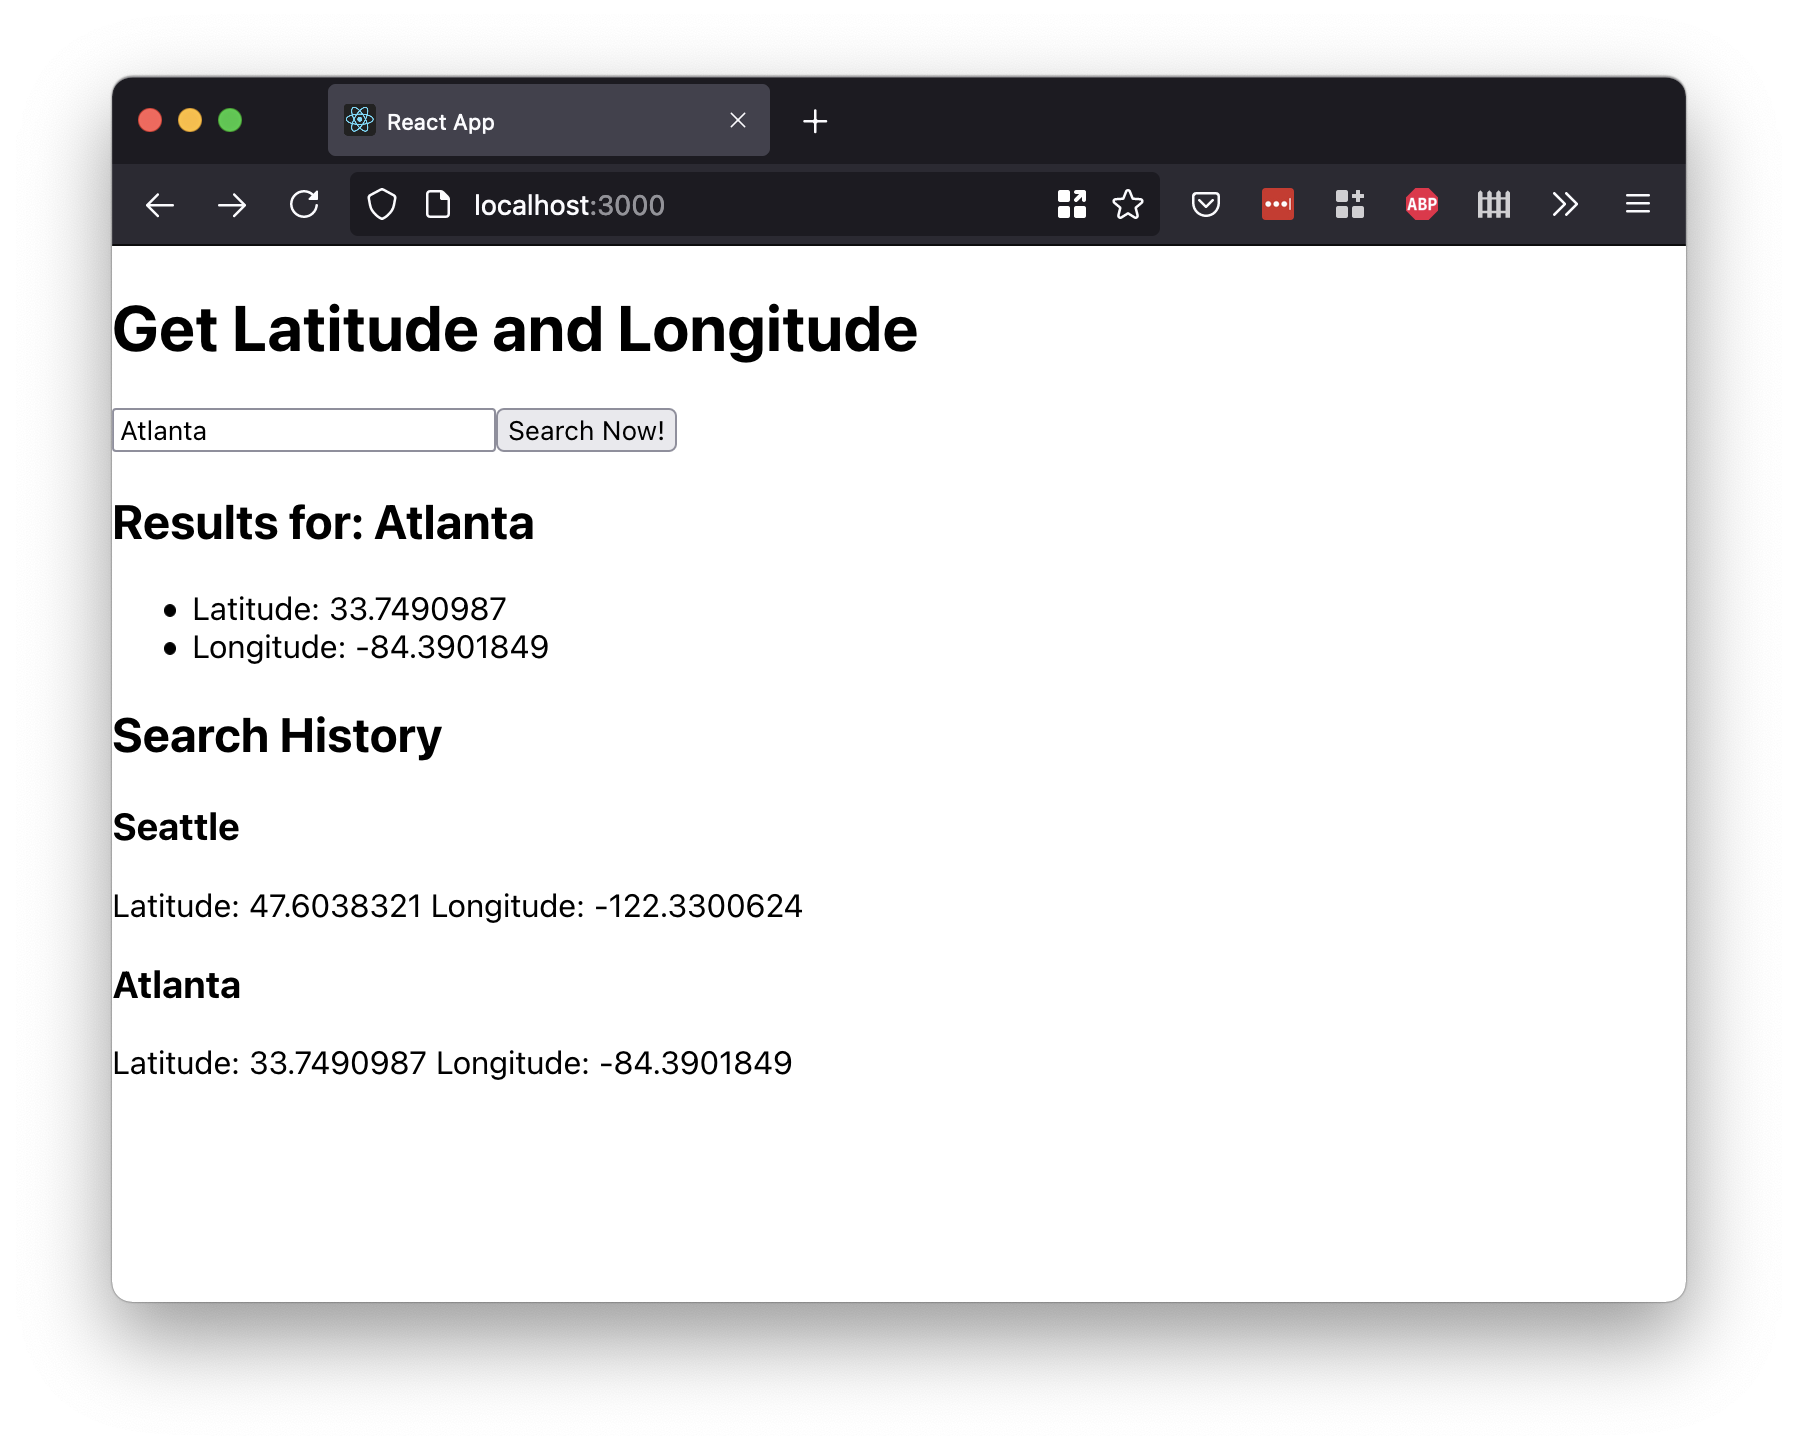 React App
localhost:3000
ABP
Get Latitude and Longitude
Atlanta Search Now!
Results for: Atlanta
Latitude: 33.7490987
Longitude: -84.3901849
Search History
Seattle
Latitude: 47.6038321 Longitude: -122.3300624
Atlanta
Latitude: 33.7490987 Longitude: -84.3901849